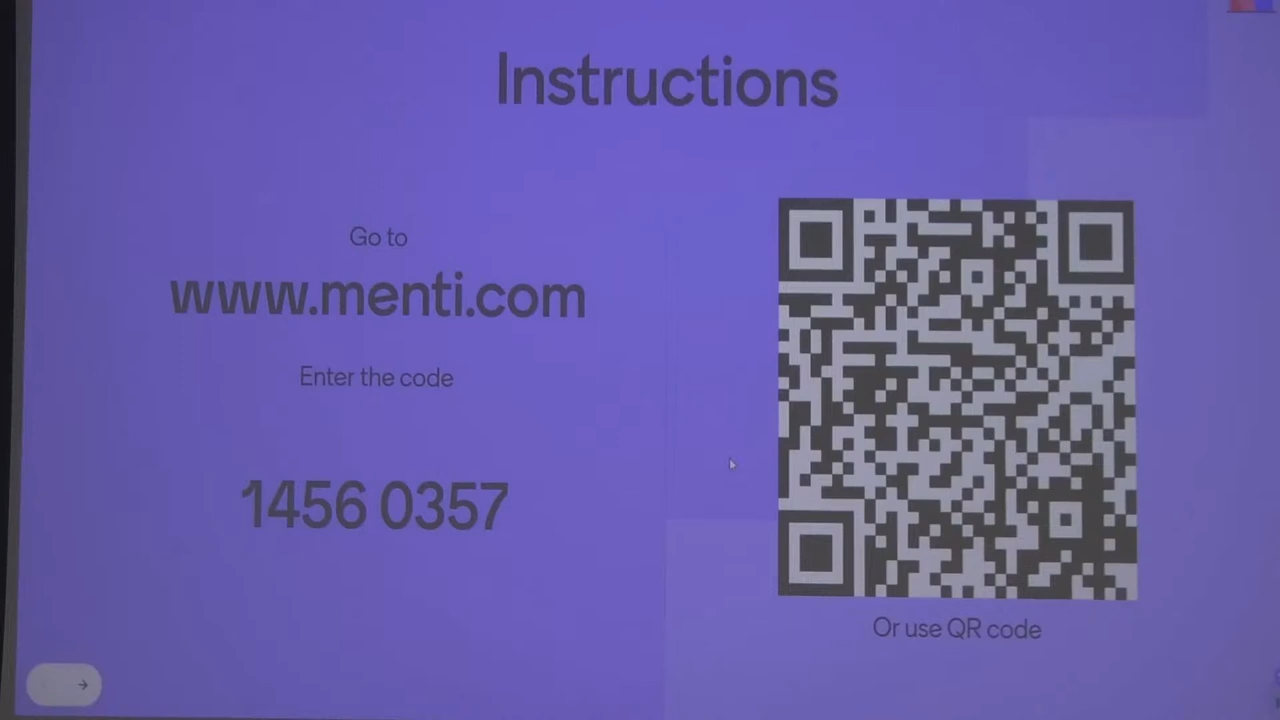 Instructions
Go to
www.menti.com
Enter the code
1456 0357
Or use QR code